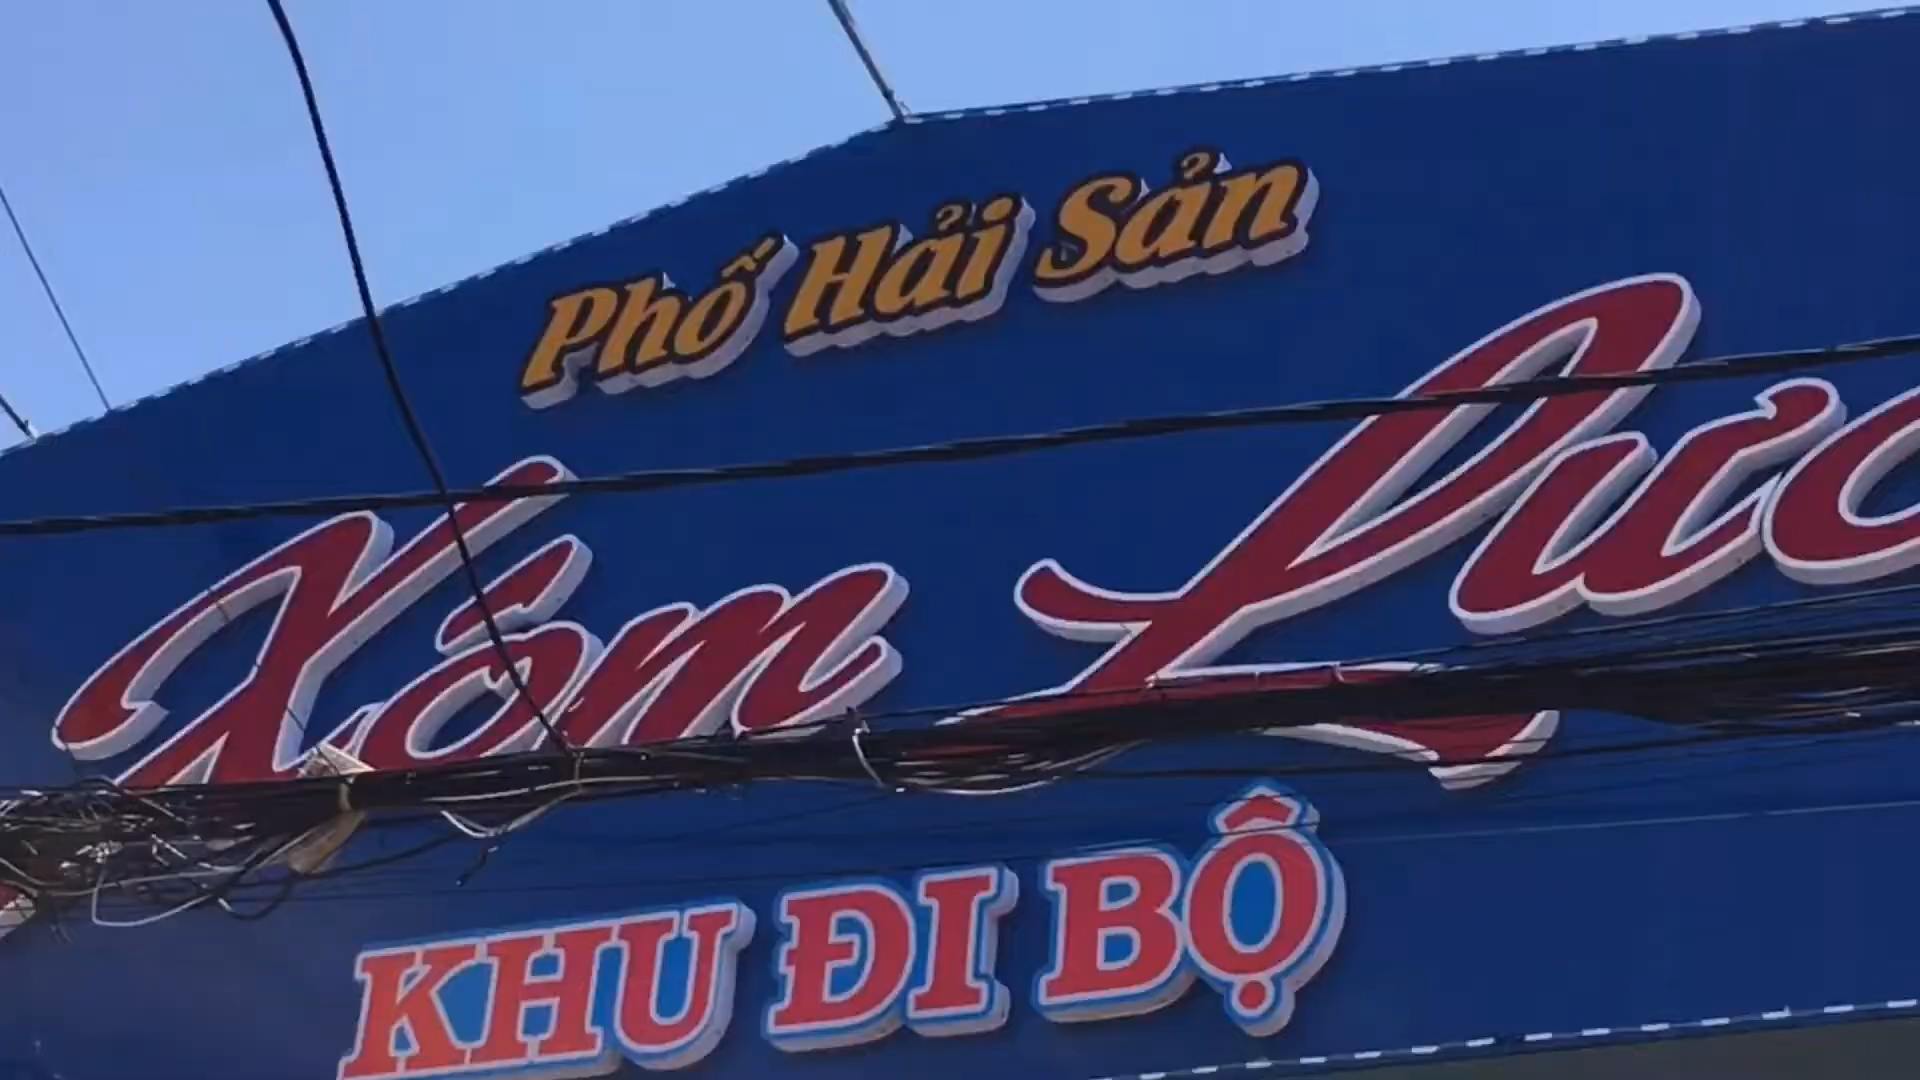 Phố Hải Sản
Xóm
KHU ĐI BỘ